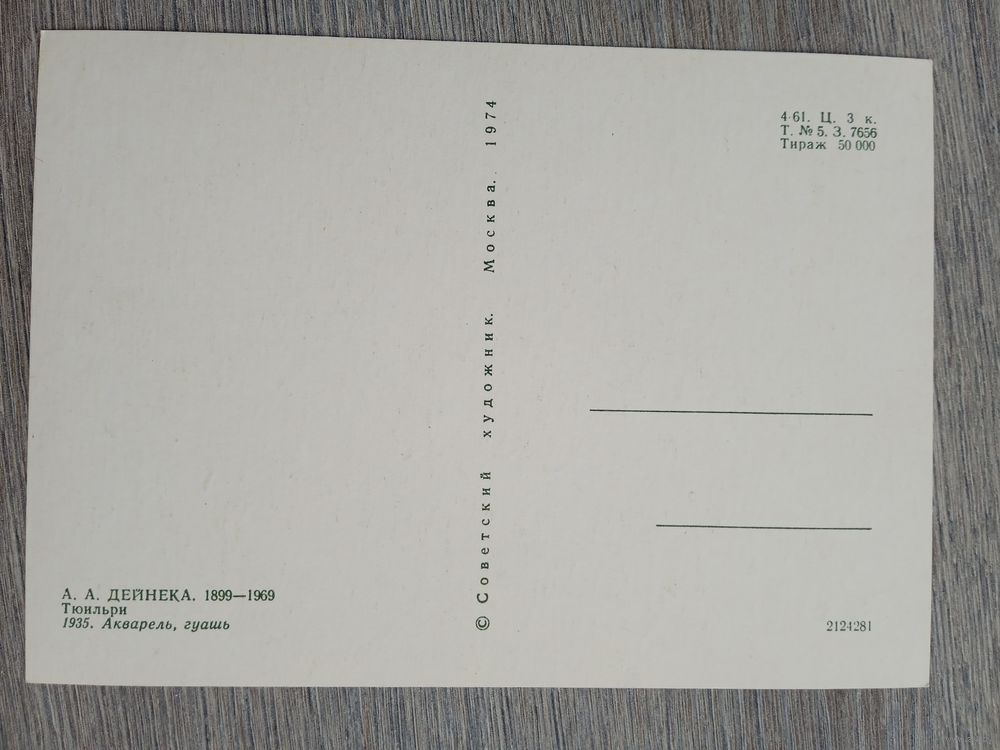 А. А. ДЕЙНЕКА. 1899—1969
Тюильри
1935. Акварель, гуашь
© Советский художник. Москва. 1974
4-61. Ц. 3 к.
Т. № 5. З. 7656
Тираж 50 000
2124281